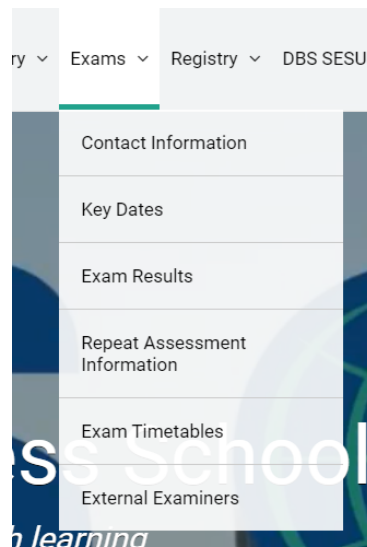 ry Exams Registry DBS SESU
Contact Information
Key Dates
Exam Results
Repeat Assessment
Information
Exam Timetables
ess School
External Examiners
h learning